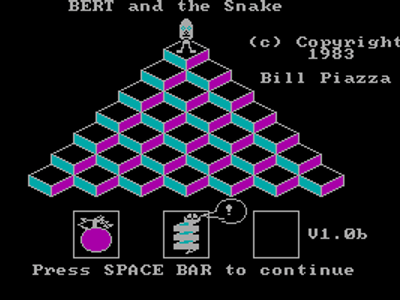 BERT and the Snake
(c) Copyright
1983
Bill Piazza
!
V1.0b
Press SPACE BAR to continue